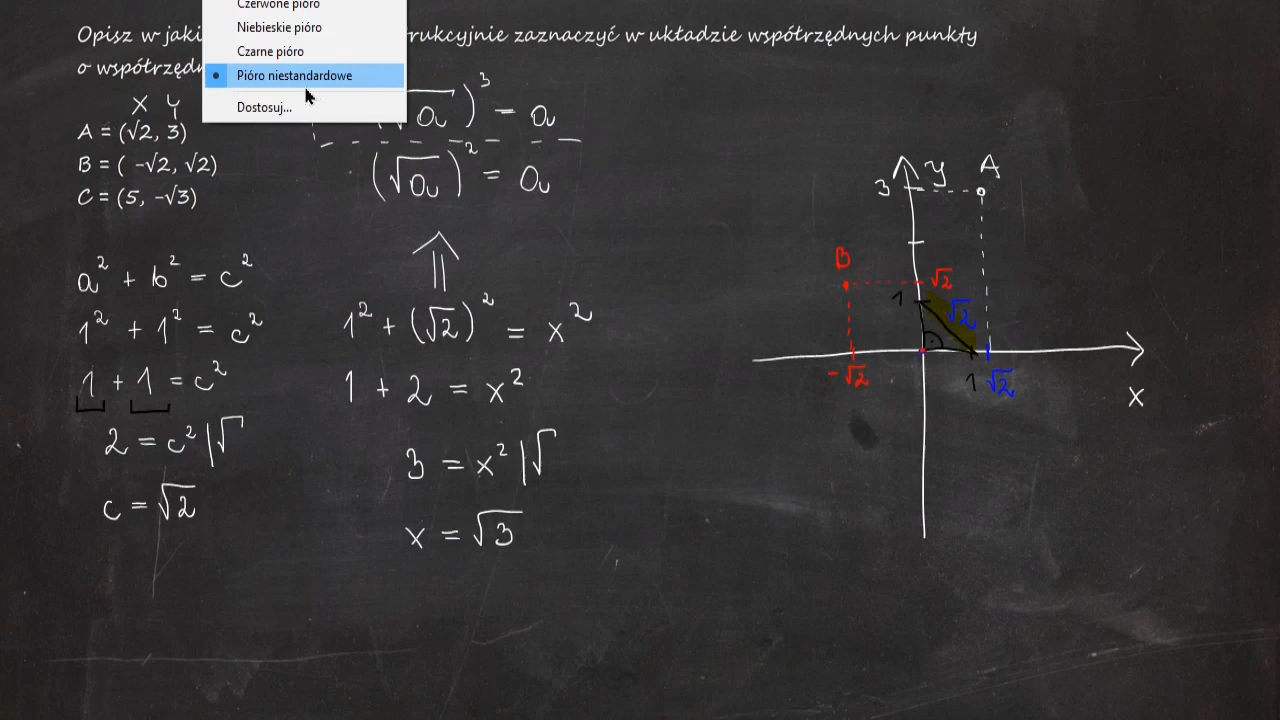 Czerwone pióro
Niebieskie pióro
Czarne pióro
Pióro niestandardowe
Dostosuj...
Opisz w jaki rukcyjnie zaznaczyć w układzie współrzędnych punkty
o współrzędn
X Y
A = (√2, 3)
B = ( -√2, √2)
C = (5, -√3)
a² + b² = c²
1² + 1² = c²
1 + 1 = c²
2 = c² |√
c = √2
)³ = a
(√a)² = a
1² + (√2)² = x²
1 + 2 = x²
3 = x² |√
x = √3
y A
3
B
√2
1 √2
-√2 1 √2
x